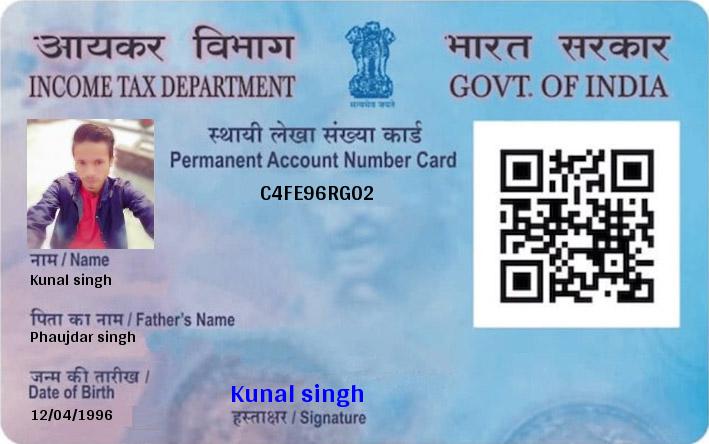 आयकर विभाग
INCOME TAX DEPARTMENT
सत्यमेव जयते
भारत सरकार
GOVT. OF INDIA
स्थायी लेखा संख्या कार्ड
Permanent Account Number Card
C4FE96RG02
नाम / Name
Kunal singh
पिता का नाम / Father's Name
Phaujdar singh
जन्म की तारीख /
Date of Birth
12/04/1996
Kunal singh
हस्ताक्षर / Signature